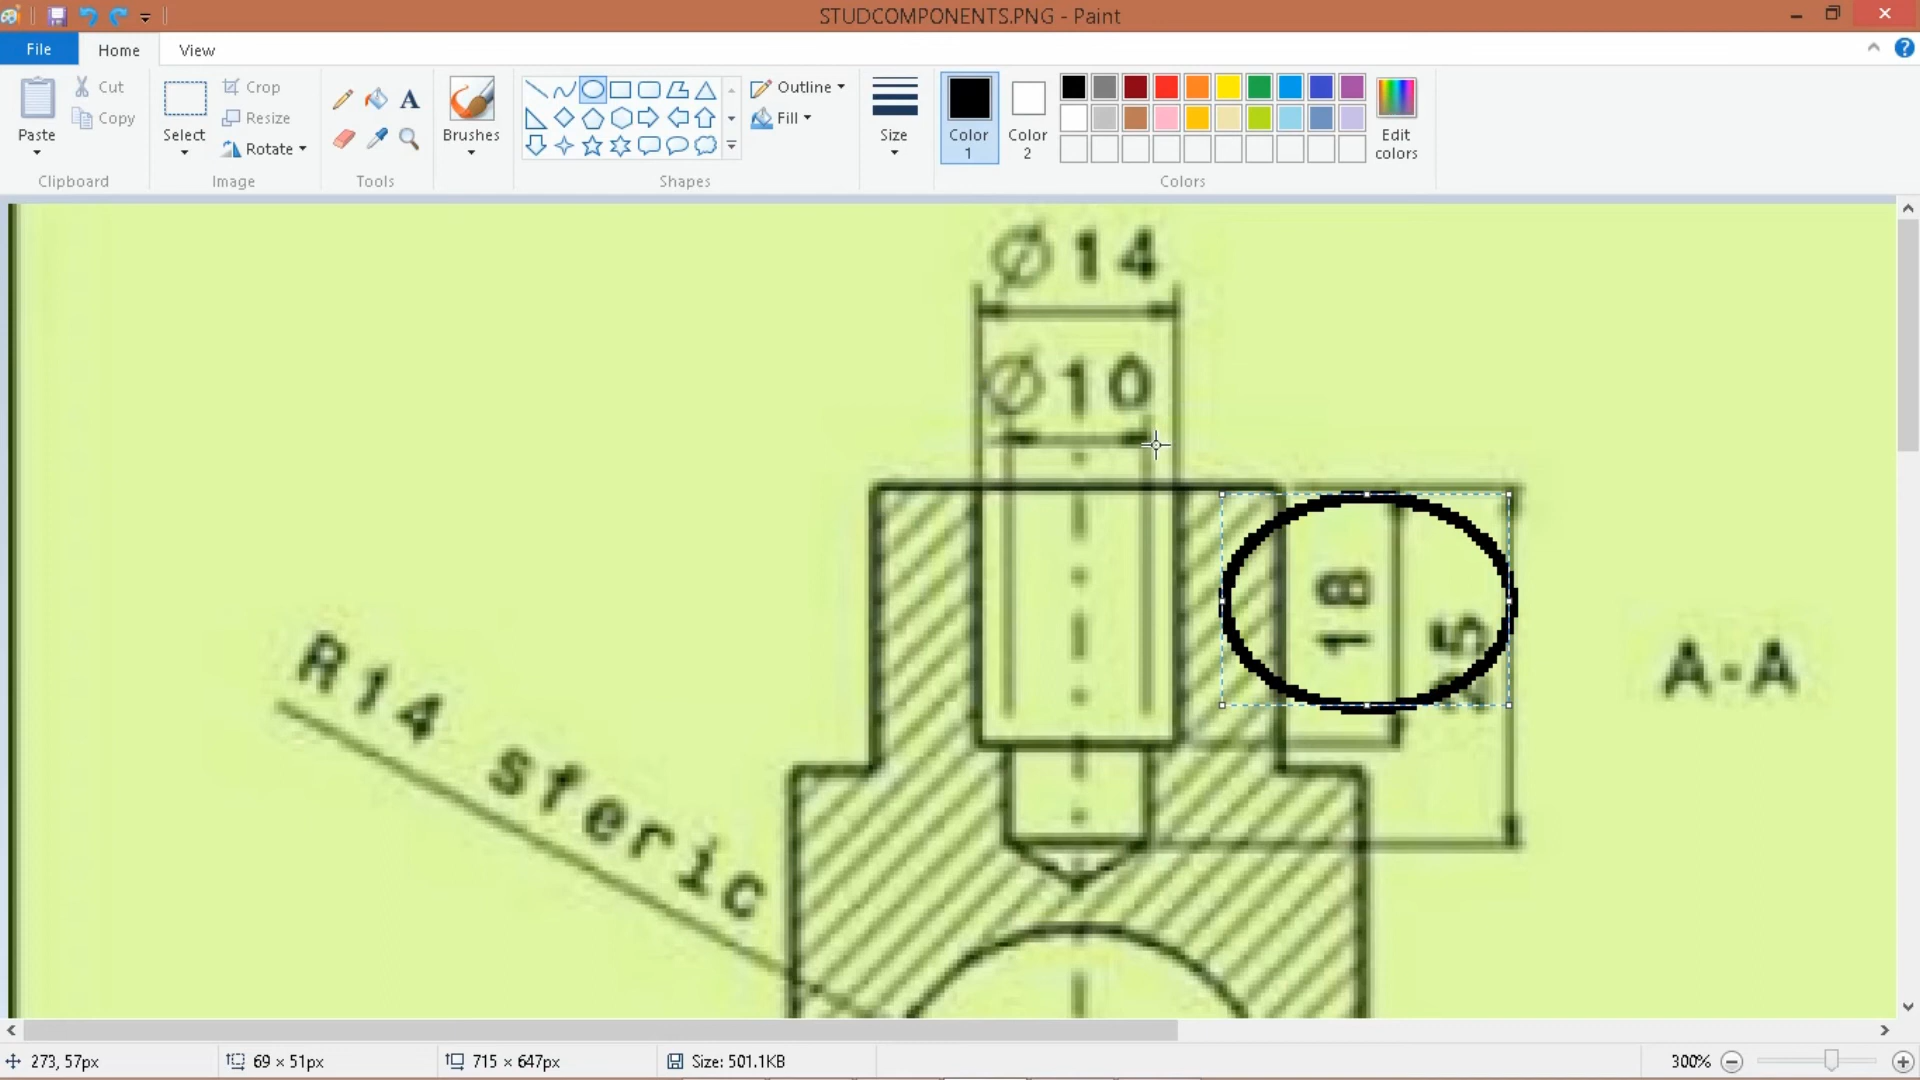 STUDCOMPONENTS.PNG - Paint
File
Home
View
Paste
Cut
Copy
Clipboard
Select
Crop
Resize
Rotate
Image
A
Tools
Brushes
Outline
Fill
Shapes
Size
Color 1
Color 2
Edit colors
Colors
Ø14
Ø10
18
25
A-A
R14 sferic
273, 57px
69 × 51px
715 × 647px
Size: 501.1KB
300%